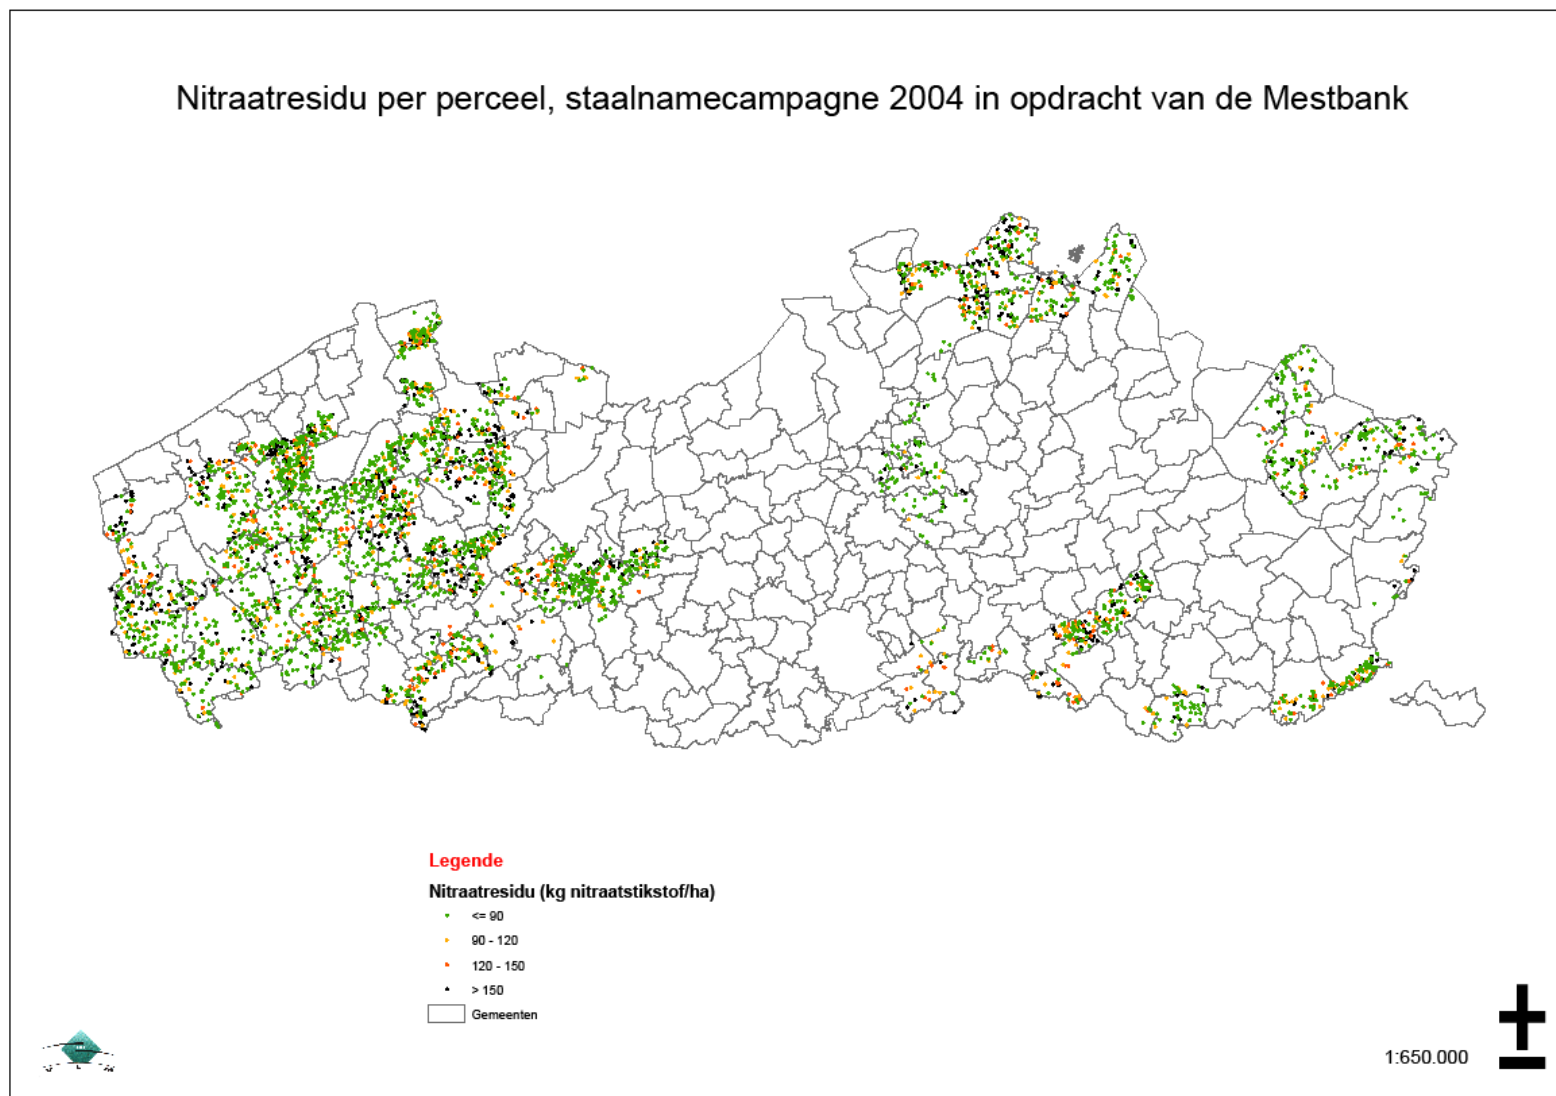 Nitraatresidu per perceel, staalnamecampagne 2004 in opdracht van de Mestbank
Legende
Nitraatresidu (kg nitraatstikstof/ha)
<= 90
90 - 120
120 - 150
> 150
Gemeenten
1:650.000